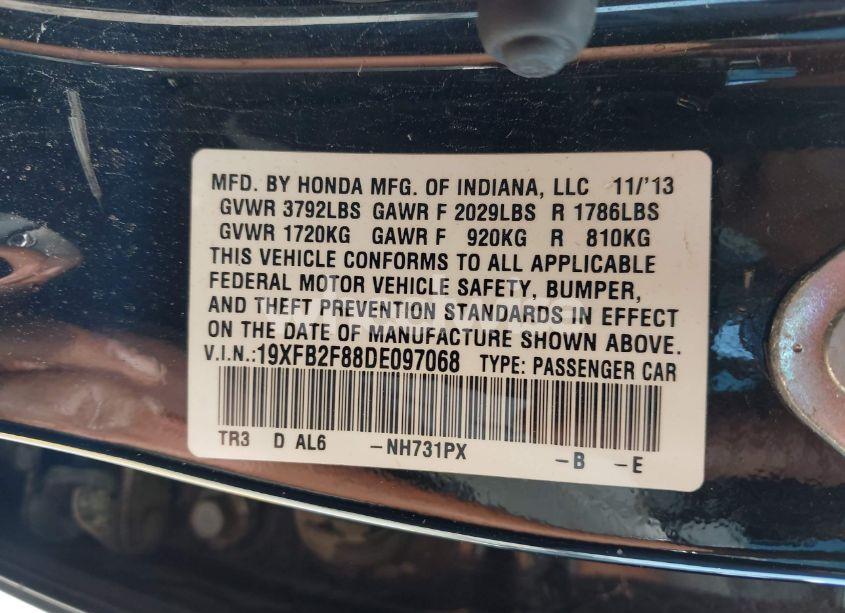 MFD. BY HONDA MFG. OF INDIANA, LLC 11/'13
GVWR 3792LBS GAWR F 2029LBS R 1786LBS
GVWR 1720KG GAWR F 920KG R 810KG
THIS VEHICLE CONFORMS TO ALL APPLICABLE
FEDERAL MOTOR VEHICLE SAFETY, BUMPER,
AND THEFT PREVENTION STANDARDS IN EFFECT
ON THE DATE OF MANUFACTURE SHOWN ABOVE.
V.I.N.:19XFB2F88DE097068 TYPE: PASSENGER CAR
TR3 D AL6 -NH731PX -B -E